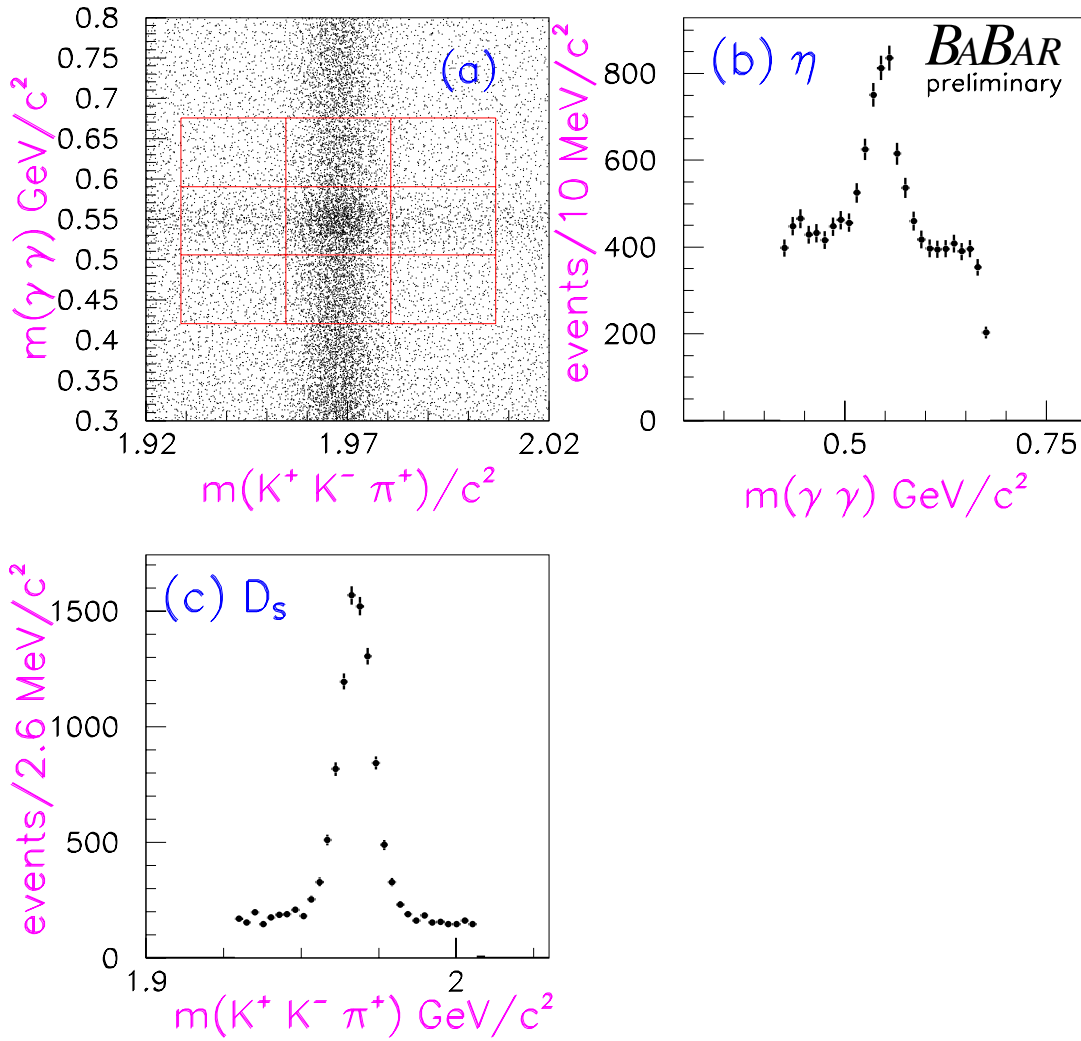 (a)
m(γ γ) GeV/c²
0.8
0.75
0.7
0.65
0.6
0.55
0.5
0.45
0.4
0.35
0.3
1.92
1.97
2.02
m(K⁺ K⁻ π⁺)/c²
(b) η
BABAR
preliminary
events/10 MeV/c²
800
600
400
200
0
0.5
0.75
m(γ γ) GeV/c²
(c) Dₛ
events/2.6 MeV/c²
1500
1000
500
0
1.9
2
m(K⁺ K⁻ π⁺) GeV/c²